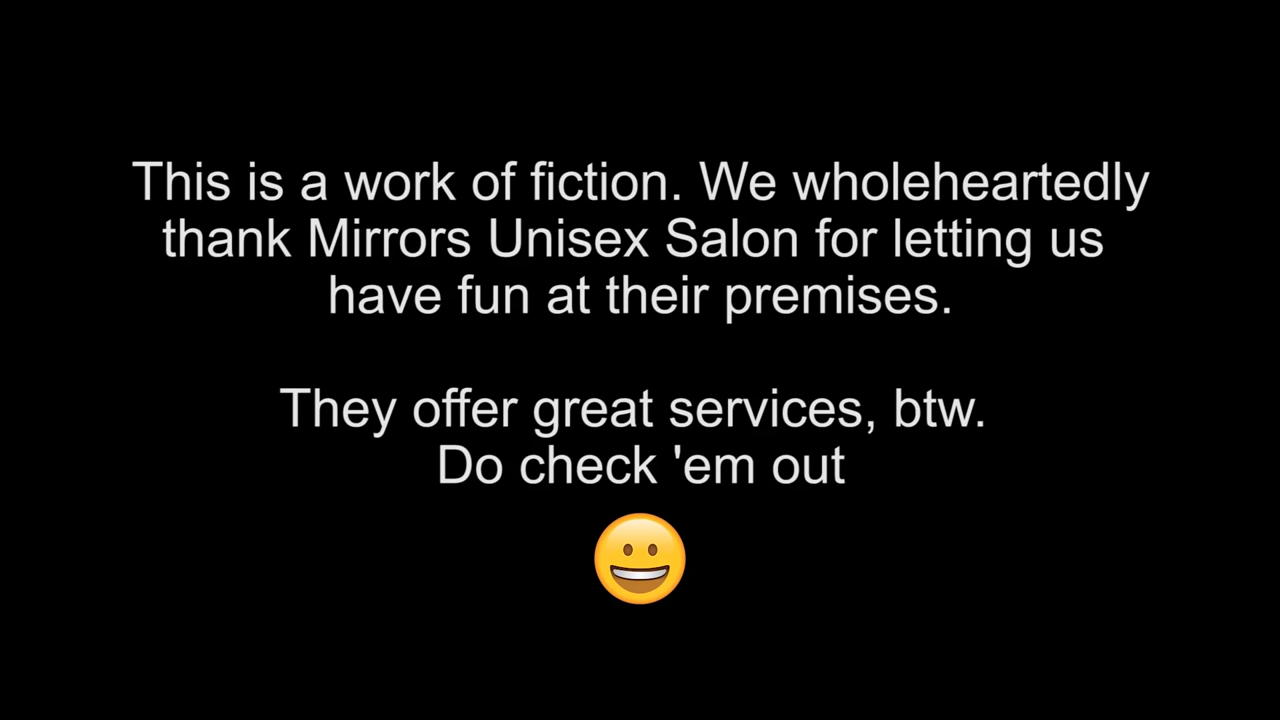 This is a work of fiction. We wholeheartedly
thank Mirrors Unisex Salon for letting us
have fun at their premises.
They offer great services, btw.
Do check 'em out